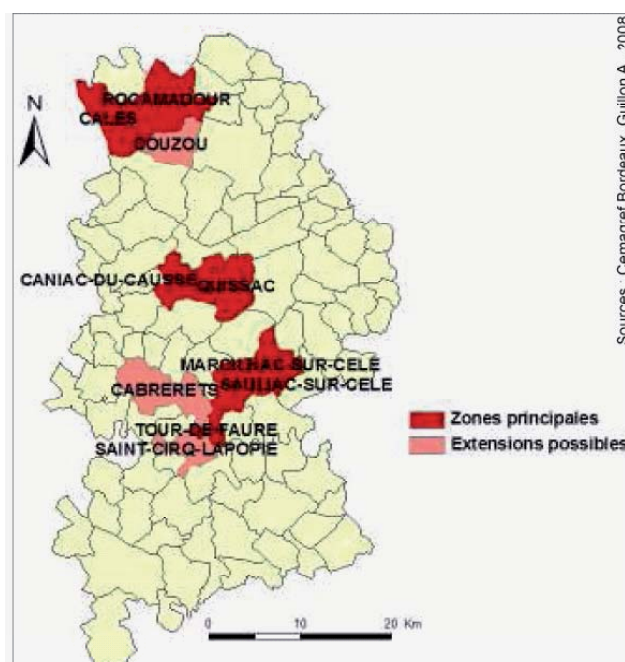 Sources : Cemagref Bordeaux, Guillon A., 2008
N
ROCAMADOUR
CALES
COUZOU
CANIAC-DU-CAUSSE
QUISSAC
MARCILHAC-SUR-CELE
SAULIAC-SUR-CELE
CABRERETS
TOUR-DE-FAURE
SAINT-CIRQ-LAPOPIE
Zones principales
Extensions possibles
0 10 20 Km